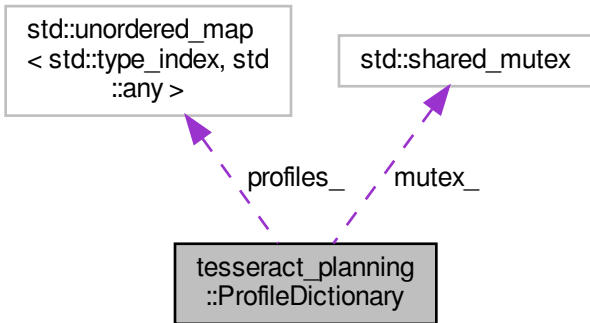 std::unordered_map
< std::type_index, std
::any >
std::shared_mutex
profiles_
mutex_
tesseract_planning
::ProfileDictionary